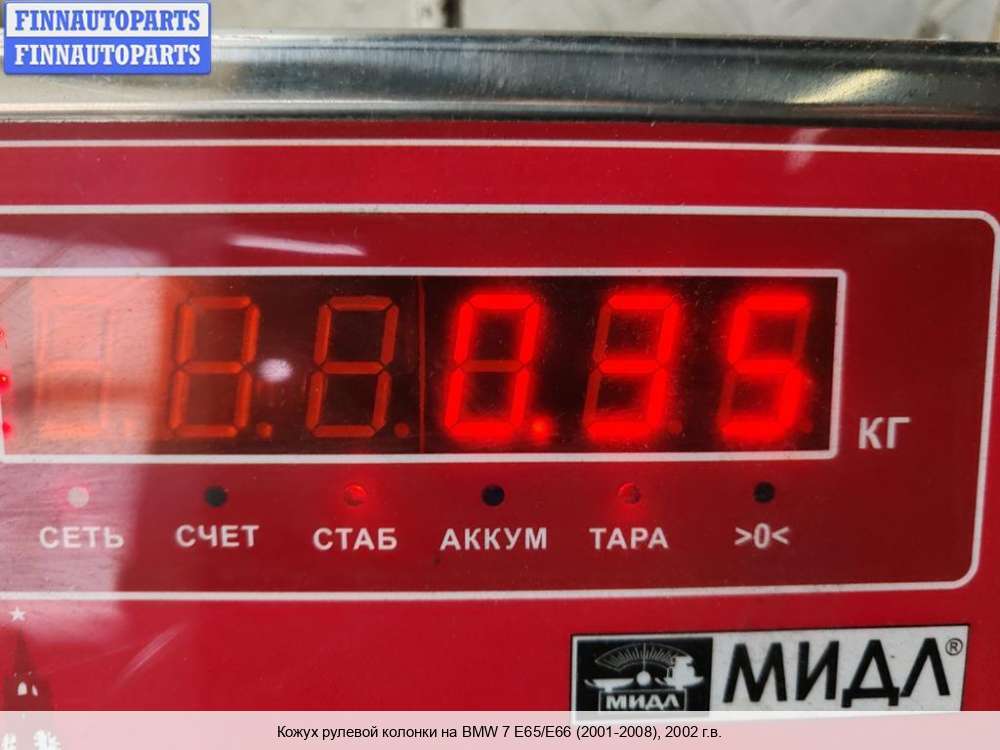 FINNAUTOPARTS
FINNAUTOPARTS
0.35
КГ
СЕТЬ СЧЕТ СТАБ АККУМ ТАРА >0<
МИДЛ МИДЛ®
Кожух рулевой колонки на BMW 7 E65/E66 (2001-2008), 2002 г.в.